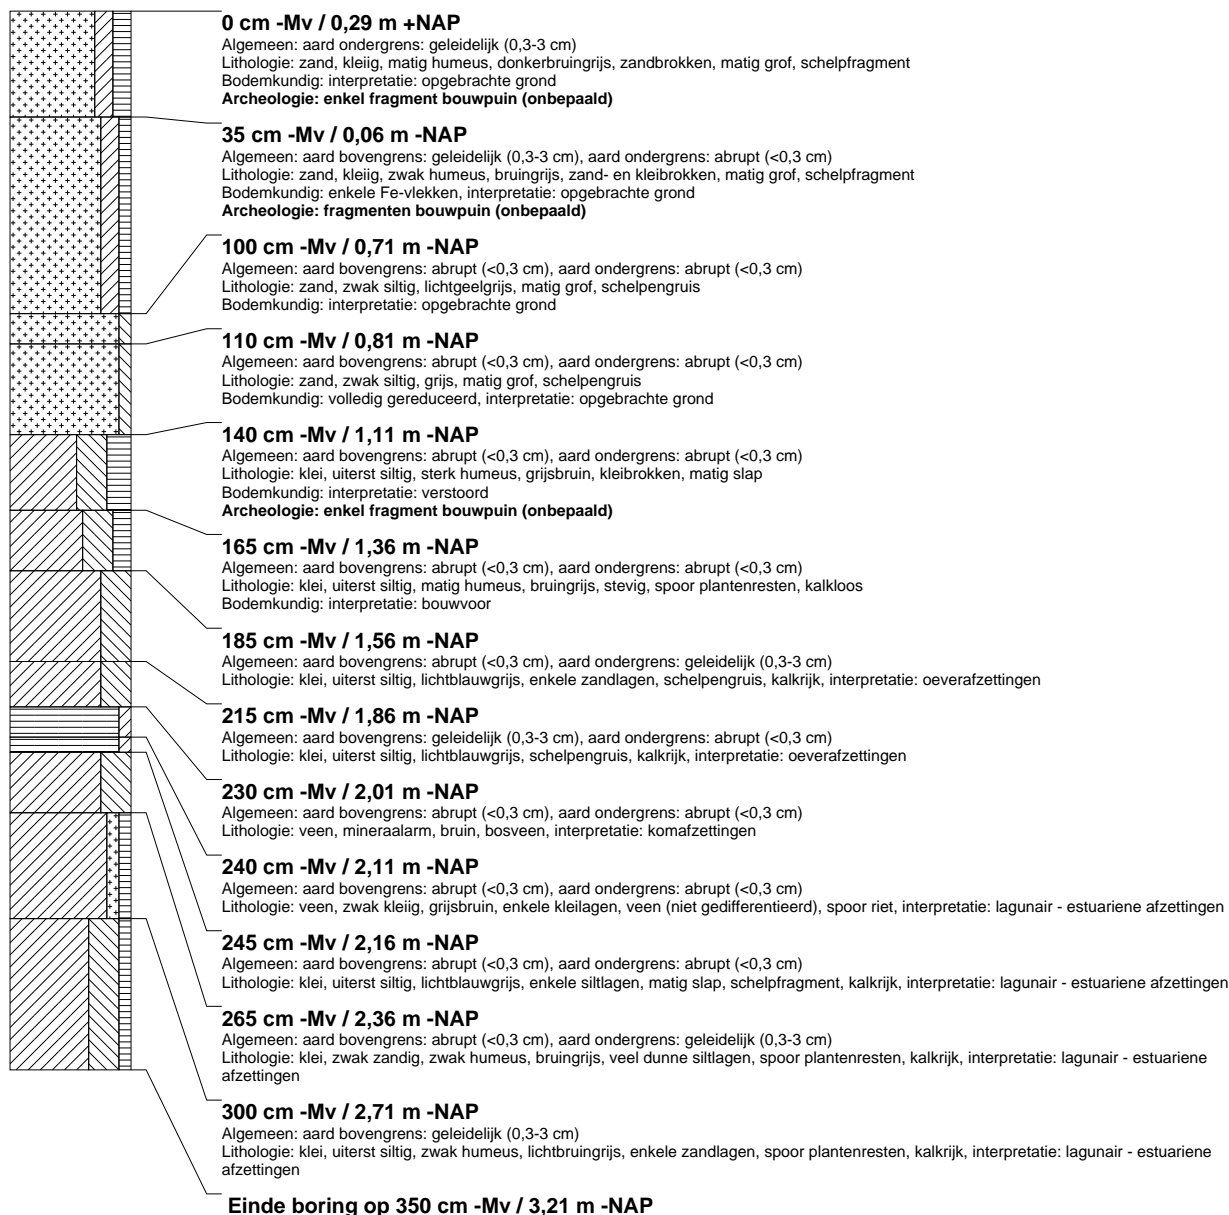 0 cm -Mv / 0,29 m +NAP
Algemeen: aard ondergrens: geleidelijk (0,3-3 cm)
Lithologie: zand, kleiig, matig humeus, donkerbruingrijs, zandbrokken, matig grof, schelpfragment
Bodemkundig: interpretatie: opgebrachte grond
Archeologie: enkel fragment bouwpuin (onbepaald)
35 cm -Mv / 0,06 m -NAP
Algemeen: aard bovengrens: geleidelijk (0,3-3 cm), aard ondergrens: abrupt (<0,3 cm)
Lithologie: zand, kleiig, zwak humeus, bruingrijs, zand- en kleibrokken, matig grof, schelpfragment
Bodemkundig: enkele Fe-vlekken, interpretatie: opgebrachte grond
Archeologie: fragmenten bouwpuin (onbepaald)
100 cm -Mv / 0,71 m -NAP
Algemeen: aard bovengrens: abrupt (<0,3 cm), aard ondergrens: abrupt (<0,3 cm)
Lithologie: zand, zwak siltig, lichtgeelgrijs, matig grof, schelpengruis
Bodemkundig: interpretatie: opgebrachte grond
110 cm -Mv / 0,81 m -NAP
Algemeen: aard bovengrens: abrupt (<0,3 cm), aard ondergrens: abrupt (<0,3 cm)
Lithologie: zand, zwak siltig, grijs, matig grof, schelpengruis
Bodemkundig: volledig gereduceerd, interpretatie: opgebrachte grond
140 cm -Mv / 1,11 m -NAP
Algemeen: aard bovengrens: abrupt (<0,3 cm), aard ondergrens: abrupt (<0,3 cm)
Lithologie: klei, uiterst siltig, sterk humeus, grijsbruin, kleibrokken, matig slap
Bodemkundig: interpretatie: verstoord
Archeologie: enkel fragment bouwpuin (onbepaald)
165 cm -Mv / 1,36 m -NAP
Algemeen: aard bovengrens: abrupt (<0,3 cm), aard ondergrens: abrupt (<0,3 cm)
Lithologie: klei, uiterst siltig, matig humeus, bruingrijs, stevig, spoor plantenresten, kalkloos
Bodemkundig: interpretatie: bouwvoor
185 cm -Mv / 1,56 m -NAP
Algemeen: aard bovengrens: abrupt (<0,3 cm), aard ondergrens: geleidelijk (0,3-3 cm)
Lithologie: klei, uiterst siltig, lichtblauwgrijs, enkele zandlagen, schelpengruis, kalkrijk, interpretatie: oeverafzettingen
215 cm -Mv / 1,86 m -NAP
Algemeen: aard bovengrens: geleidelijk (0,3-3 cm), aard ondergrens: abrupt (<0,3 cm)
Lithologie: klei, uiterst siltig, lichtblauwgrijs, schelpengruis, kalkrijk, interpretatie: oeverafzettingen
230 cm -Mv / 2,01 m -NAP
Algemeen: aard bovengrens: abrupt (<0,3 cm), aard ondergrens: abrupt (<0,3 cm)
Lithologie: veen, mineraalarm, bruin, bosveen, interpretatie: komafzettingen
240 cm -Mv / 2,11 m -NAP
Algemeen: aard bovengrens: abrupt (<0,3 cm), aard ondergrens: abrupt (<0,3 cm)
Lithologie: veen, zwak kleiig, grijsbruin, enkele kleilagen, veen (niet gedifferentieerd), spoor riet, interpretatie: lagunair - estuariene afzettingen
245 cm -Mv / 2,16 m -NAP
Algemeen: aard bovengrens: abrupt (<0,3 cm), aard ondergrens: abrupt (<0,3 cm)
Lithologie: klei, uiterst siltig, lichtblauwgrijs, enkele siltlagen, matig slap, schelpfragment, kalkrijk, interpretatie: lagunair - estuariene afzettingen
265 cm -Mv / 2,36 m -NAP
Algemeen: aard bovengrens: abrupt (<0,3 cm), aard ondergrens: geleidelijk (0,3-3 cm)
Lithologie: klei, zwak zandig, zwak humeus, bruingrijs, veel dunne siltlagen, spoor plantenresten, kalkrijk, interpretatie: lagunair - estuariene
afzettingen
300 cm -Mv / 2,71 m -NAP
Algemeen: aard bovengrens: geleidelijk (0,3-3 cm)
Lithologie: klei, uiterst siltig, zwak humeus, lichtbruingrijs, enkele zandlagen, spoor plantenresten, kalkrijk, interpretatie: lagunair - estuariene
afzettingen
Einde boring op 350 cm -Mv / 3,21 m -NAP